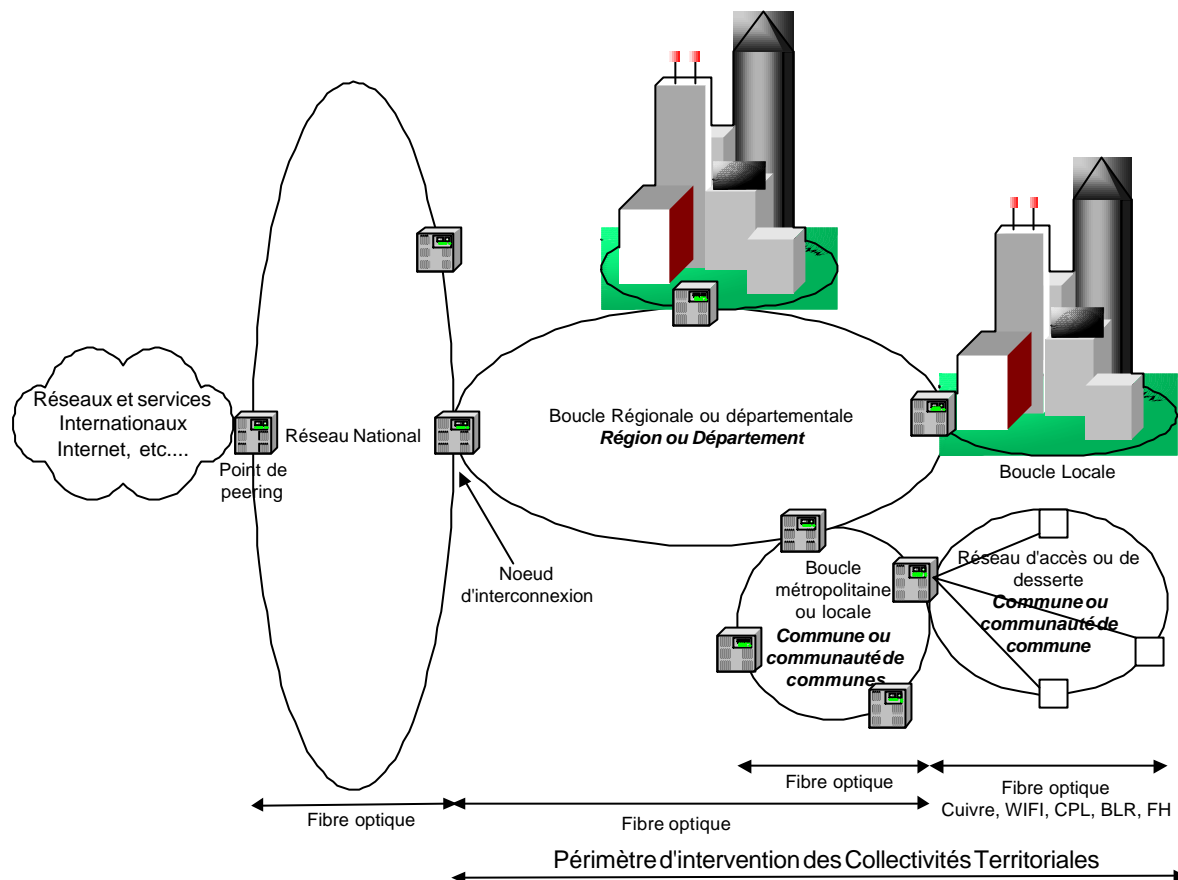 Réseaux et services
Internationaux
Internet, etc....
Point de
peering
Réseau National
Noeud
d'interconnexion
Boucle Régionale ou départementale
Région ou Département
Boucle Locale
Boucle
métropolitaine
ou locale
Commune ou
communauté de
communes
Réseau d'accès ou de
desserte
Commune ou
communauté de
commune
Fibre optique
Fibre optique
Cuivre, WIFI, CPL, BLR, FH
Fibre optique
Fibre optique
Périmètre d'intervention des Collectivités Territoriales